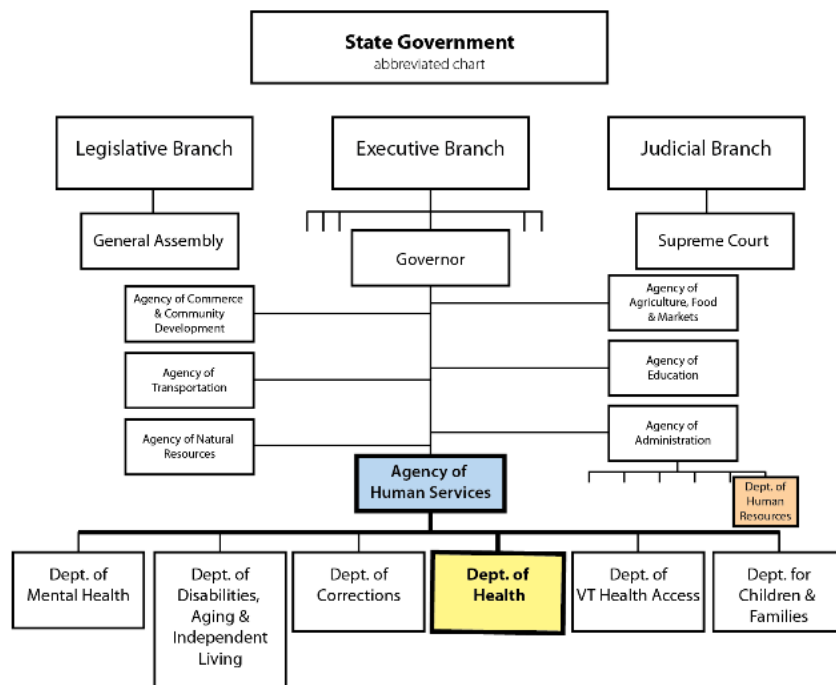 State Government
abbreviated chart
Legislative Branch
Executive Branch
Judicial Branch
General Assembly
Governor
Supreme Court
Agency of Commerce
& Community
Development
Agency of
Agriculture, Food
& Markets
Agency of
Transportation
Agency of
Education
Agency of Natural
Resources
Agency of
Administration
Agency of
Human Services
Dept. of
Human
Resources
Dept. of
Mental Health
Dept. of
Disabilities,
Aging &
Independent
Living
Dept. of
Corrections
Dept. of
Health
Dept. of
VT Health Access
Dept. for
Children &
Families